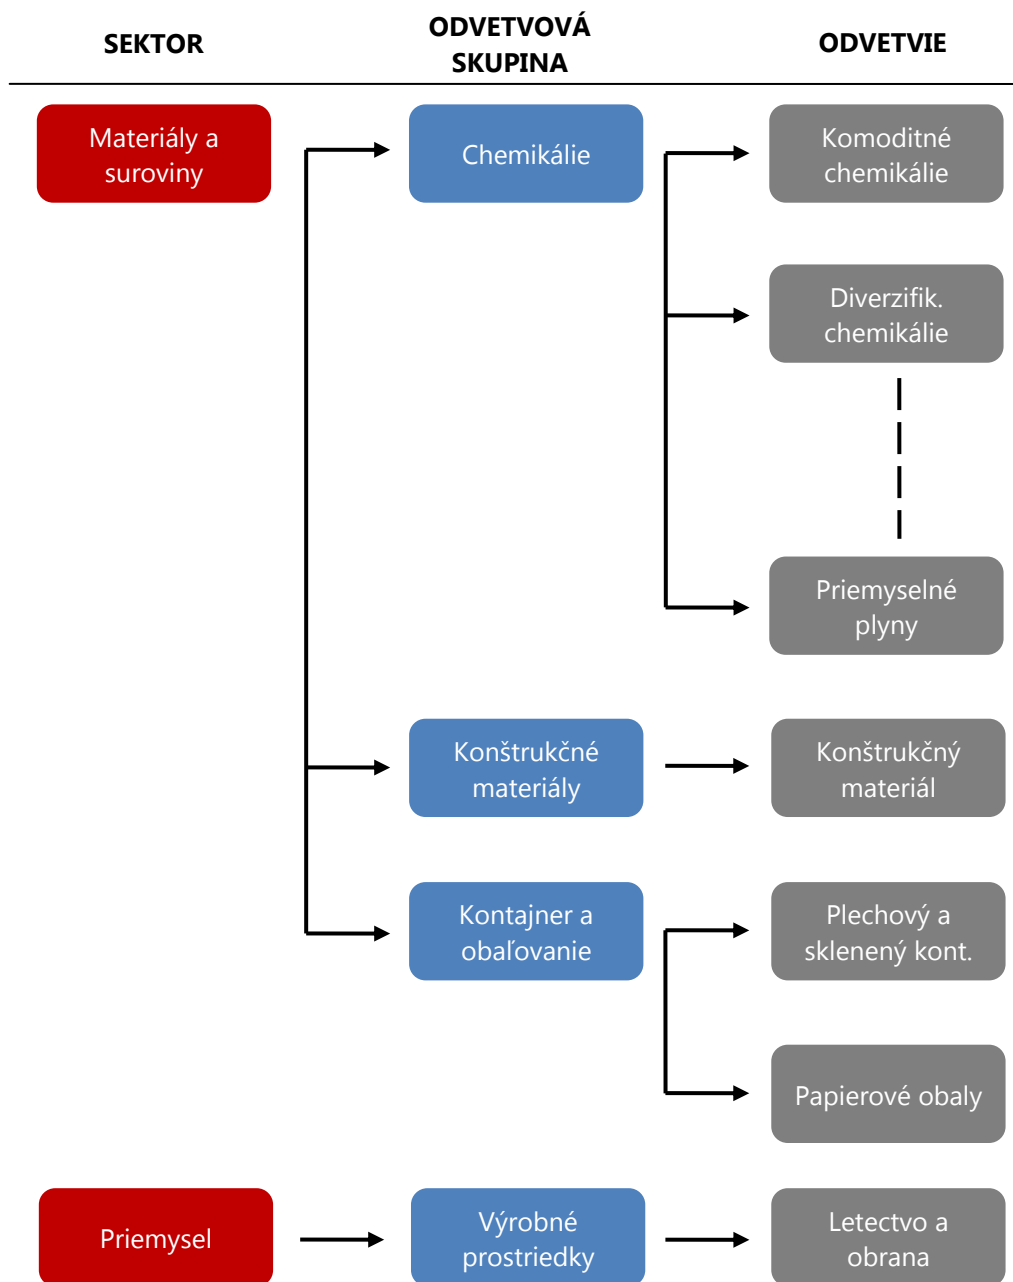 SEKTOR
ODVETVOVÁ
SKUPINA
ODVETVIE
Materiály a
suroviny
Chemikálie
Komoditné
chemikálie
Diverzifik.
chemikálie
Priemyselné
plyny
Konštrukčné
materiály
Konštrukčný
materiál
Kontajner a
obaľovanie
Plechový a
sklenený kont.
Papierové obaly
Priemysel
Výrobné
prostriedky
Letectvo a
obrana